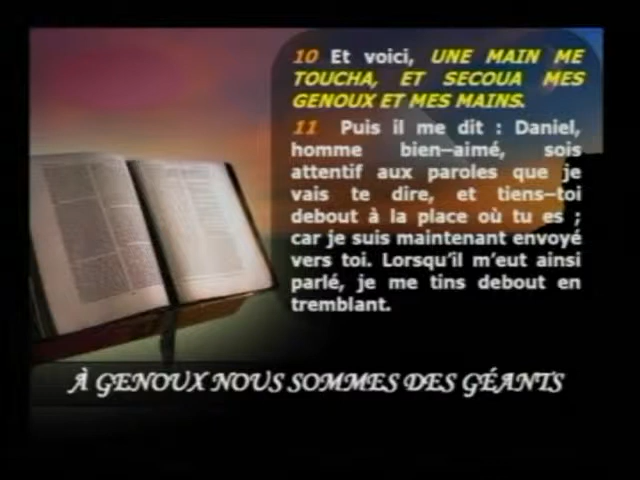 10 Et voici, UNE MAIN ME
TOUCHA, ET SECOUA MES
GENOUX ET MES MAINS.
11 Puis il me dit : Daniel,
homme bien–aimé, sois
attentif aux paroles que je
vais te dire, et tiens–toi
debout à la place où tu es ;
car je suis maintenant envoyé
vers toi. Lorsqu'il m'eut ainsi
parlé, je me tins debout en
tremblant.
À GENOUX NOUS SOMMES DES GÉANTS